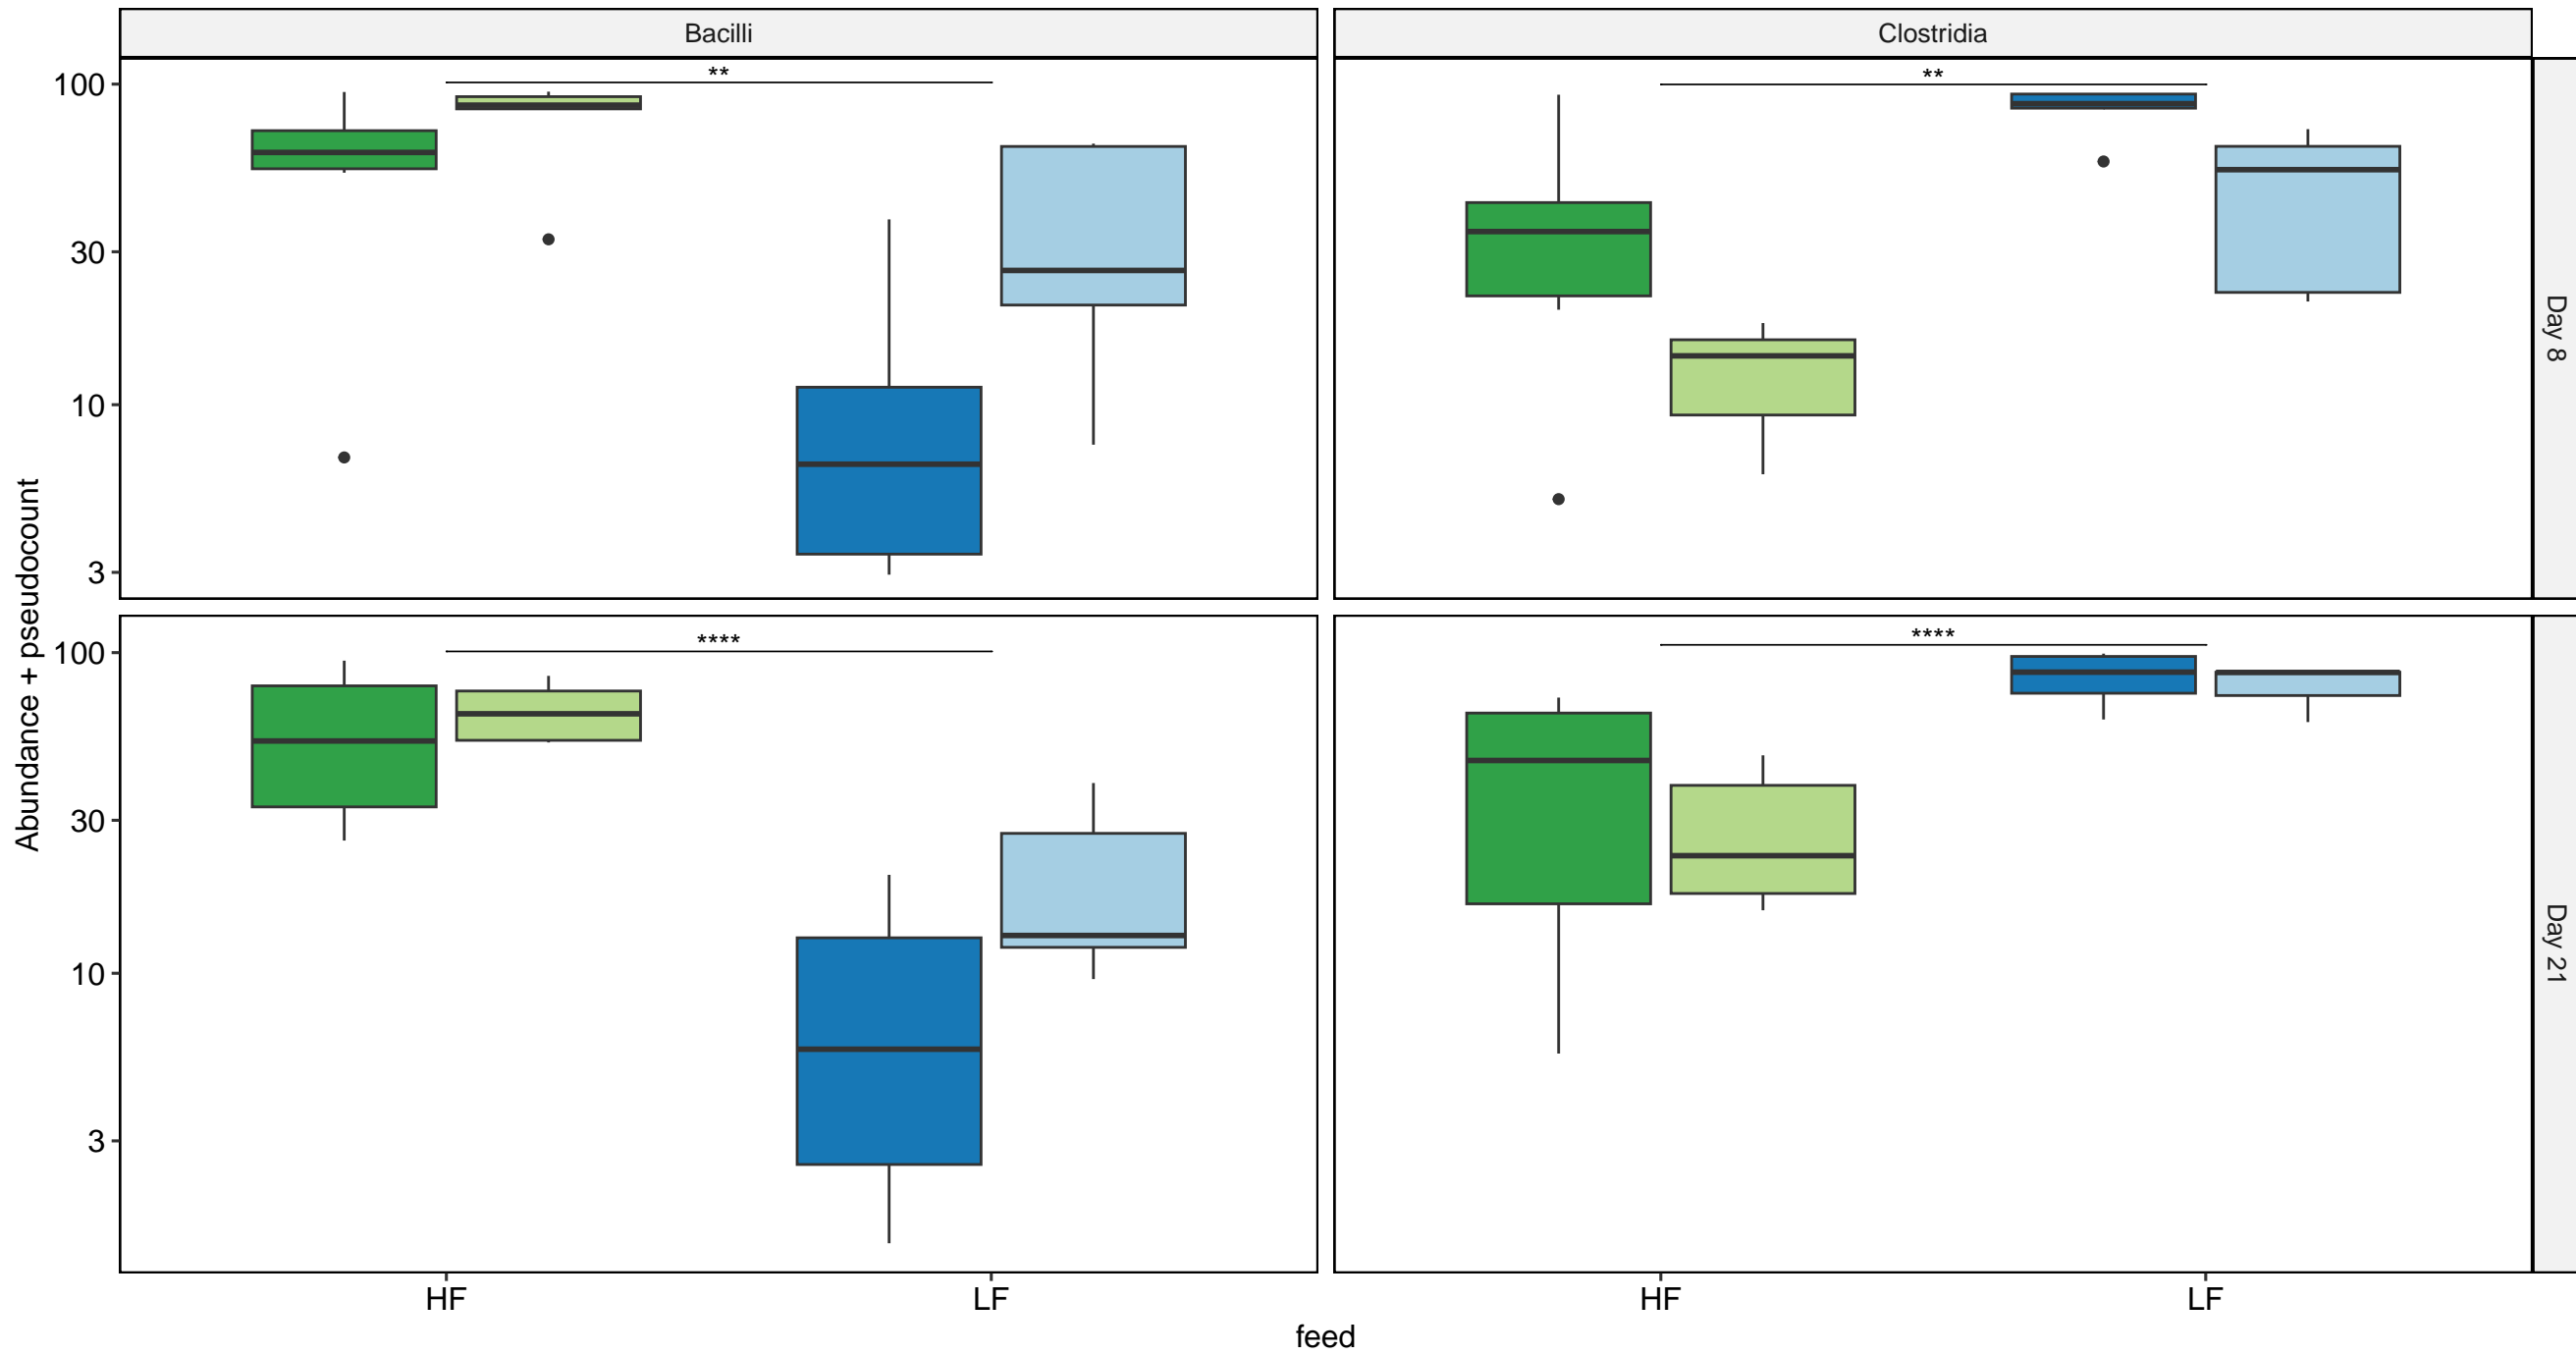 Bacilli
Clostridia
Abundance + pseudocount
100
30
10
3
**
**
Day 8
100
30
10
3
****
****
Day 21
HF
LF
HF
LF
feed